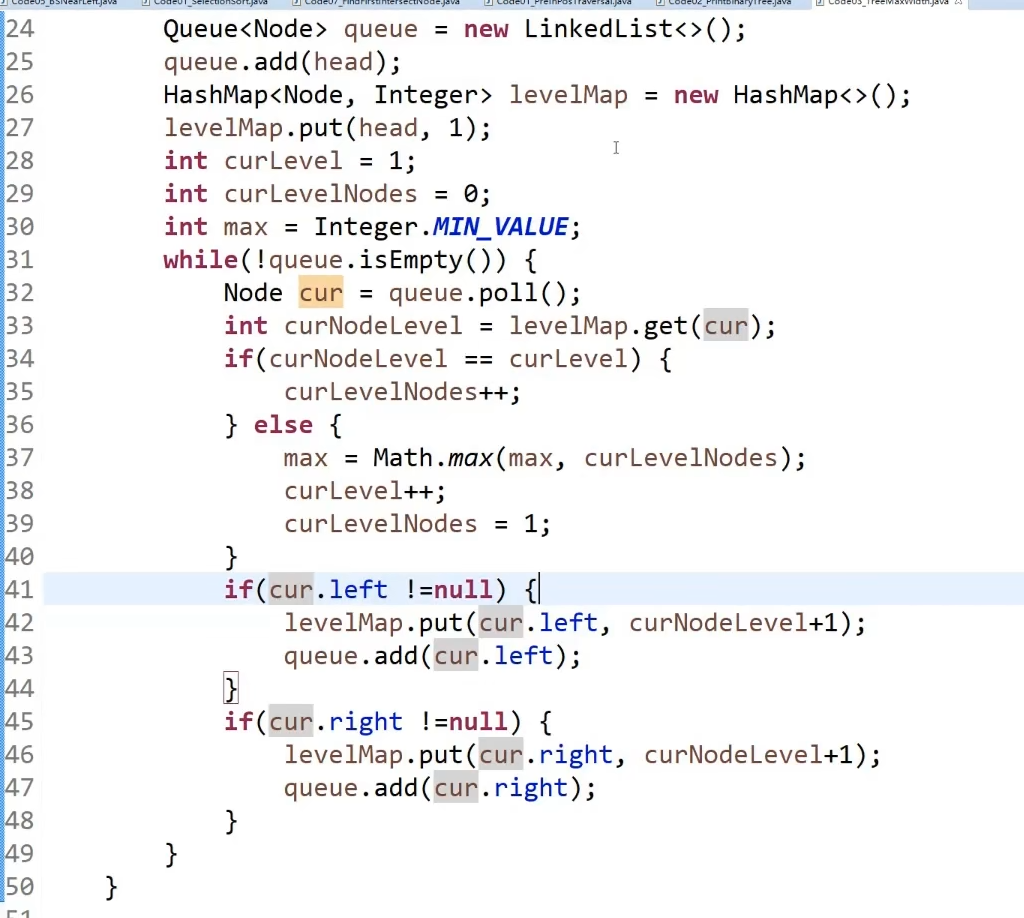 Code05_BSNearLeft.java Code01_SelectionSort.java Code07_FindFirstIntersectNode.java Code01_PreInPosTraversal.java Code02_PrintBinaryTree.java Code03_TreeMaxWidth.java
24 Queue<Node> queue = new LinkedList<>();
25 queue.add(head);
26 HashMap<Node, Integer> levelMap = new HashMap<>();
27 levelMap.put(head, 1);
28 int curLevel = 1;
29 int curLevelNodes = 0;
30 int max = Integer.MIN_VALUE;
31 while(!queue.isEmpty()) {
32 Node cur = queue.poll();
33 int curNodeLevel = levelMap.get(cur);
34 if(curNodeLevel == curLevel) {
35 curLevelNodes++;
36 } else {
37 max = Math.max(max, curLevelNodes);
38 curLevel++;
39 curLevelNodes = 1;
40 }
41 if(cur.left !=null) {
42 levelMap.put(cur.left, curNodeLevel+1);
43 queue.add(cur.left);
44 }
45 if(cur.right !=null) {
46 levelMap.put(cur.right, curNodeLevel+1);
47 queue.add(cur.right);
48 }
49 }
50 }
51